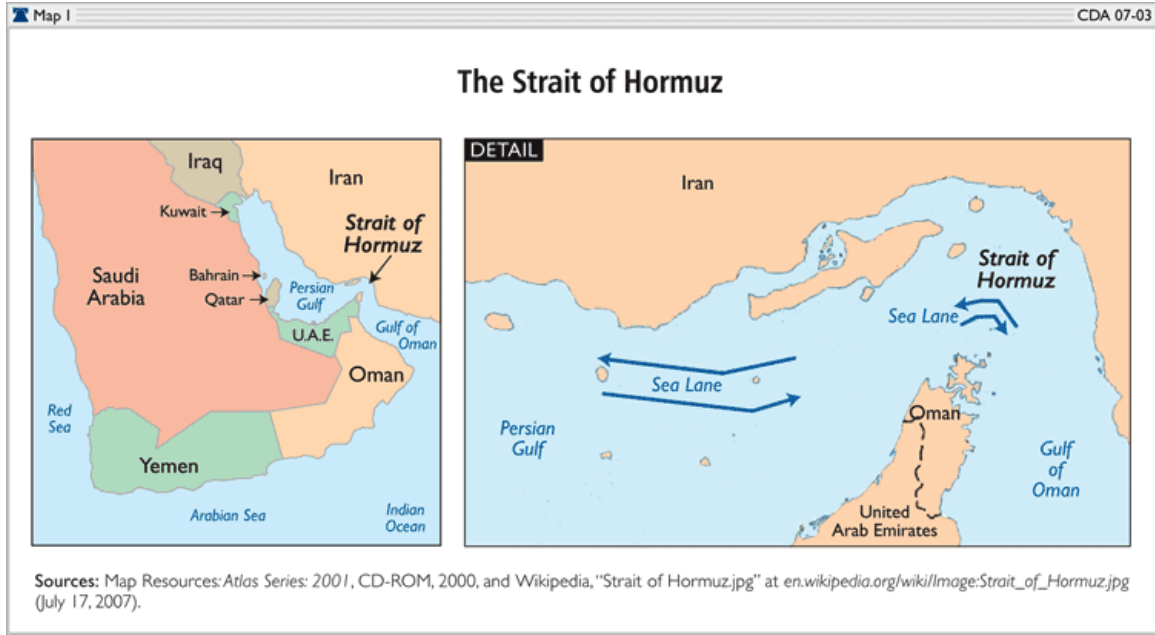 Map 1
CDA 07-03
The Strait of Hormuz
Iraq
Iran
Kuwait
Strait of
Hormuz
Saudi
Arabia
Bahrain
Qatar
Persian
Gulf
U.A.E.
Gulf of
Oman
Oman
Red
Sea
Yemen
Arabian Sea
Indian
Ocean
DETAIL
Iran
Strait of
Hormuz
Sea Lane
Sea Lane
Persian
Gulf
Oman
Gulf
of
Oman
United
Arab Emirates
Sources: Map Resources: Atlas Series: 2001, CD-ROM, 2000, and Wikipedia, “Strait of Hormuz.jpg” at en.wikipedia.org/wiki/Image:Strait_of_Hormuz.jpg
(July 17, 2007).